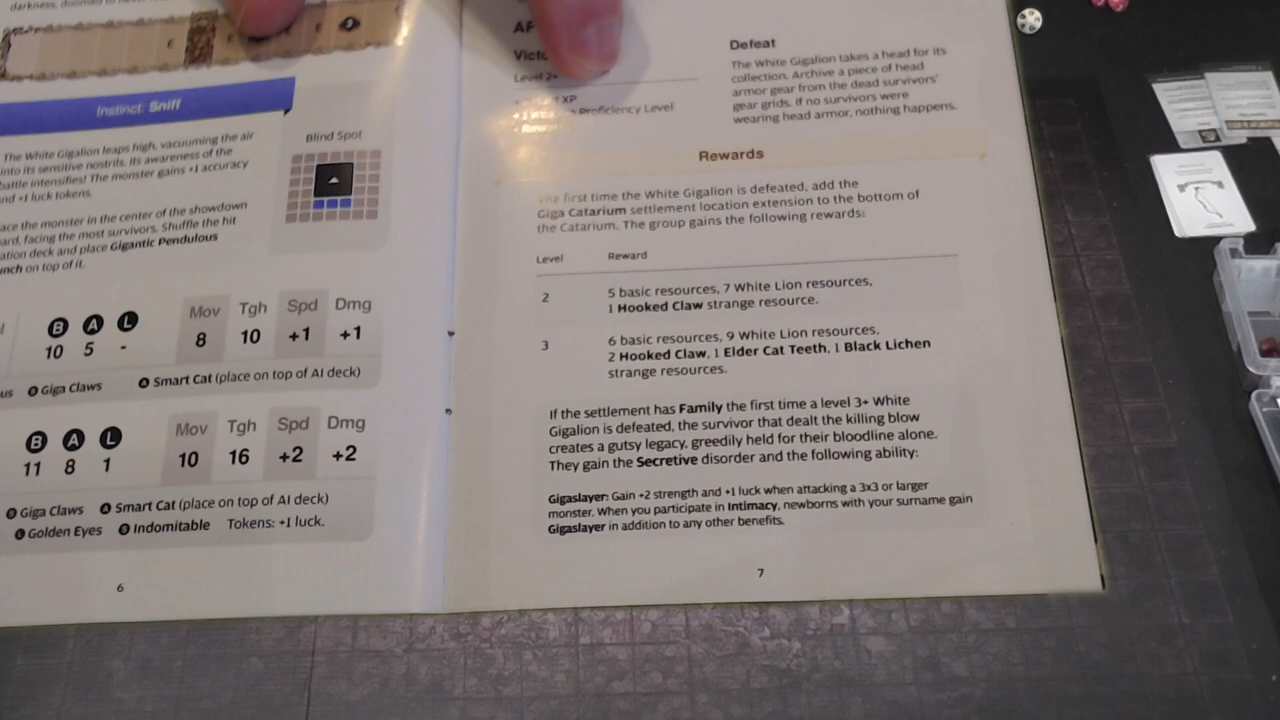 darkness, doomed to never
E
E
E
Instinct: Sniff
The White Gigalion leaps high, vacuuming the air
into its sensitive nostrils. Its awareness of the
battle intensifies! The monster gains +1 accuracy
and +1 luck tokens.
ace the monster in the center of the showdown
ard, facing the most survivors. Shuffle the hit
ation deck and place Gigantic Pendulous
unch on top of it.
Blind Spot
B A L
10 5 -
Mov Tgh Spd Dmg
8 10 +1 +1
us Giga Claws A Smart Cat (place on top of AI deck)
B A L
11 8 1
Mov Tgh Spd Dmg
10 16 +2 +2
Giga Claws A Smart Cat (place on top of AI deck)
Golden Eyes Indomitable Tokens: +1 luck.
6
AF
Vict
Level 2+
XP
Proficiency Level
Defeat
The White Gigalion takes a head for its
collection. Archive a piece of head
armor gear from the dead survivors'
gear grids. If no survivors were
wearing head armor, nothing happens.
Rewards
The first time the White Gigalion is defeated, add the
Giga Catarium settlement location extension to the bottom of
the Catarium. The group gains the following rewards:
Level Reward
2 5 basic resources, 7 White Lion resources,
1 Hooked Claw strange resource.
3 6 basic resources, 9 White Lion resources,
2 Hooked Claw, 1 Elder Cat Teeth, 1 Black Lichen
strange resources.
If the settlement has Family the first time a level 3+ White
Gigalion is defeated, the survivor that dealt the killing blow
creates a gutsy legacy, greedily held for their bloodline alone.
They gain the Secretive disorder and the following ability:
Gigaslayer: Gain +2 strength and +1 luck when attacking a 3x3 or larger
monster. When you participate in Intimacy, newborns with your surname gain
Gigaslayer in addition to any other benefits.
7